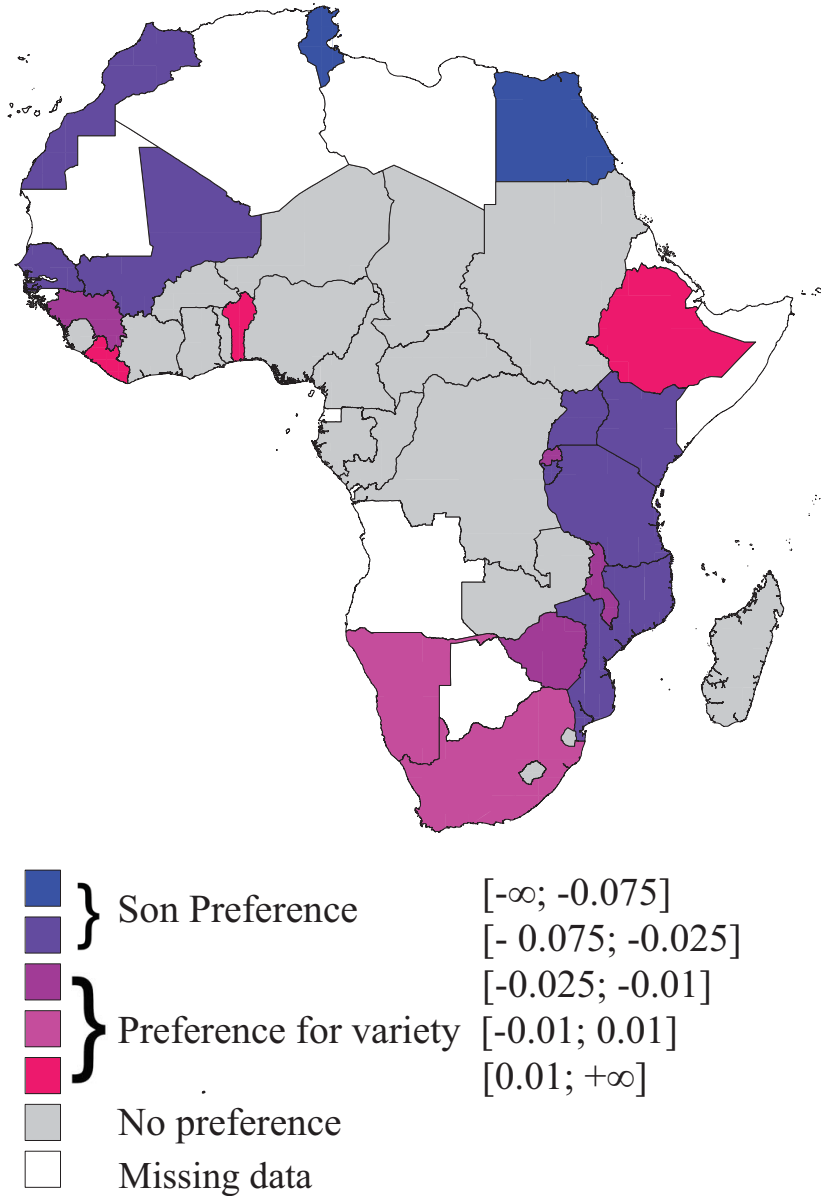 Son Preference
[-∞; -0.075]
[- 0.075; -0.025]
[-0.025; -0.01]
Preference for variety
[-0.01; 0.01]
[0.01; +∞]
No preference
Missing data